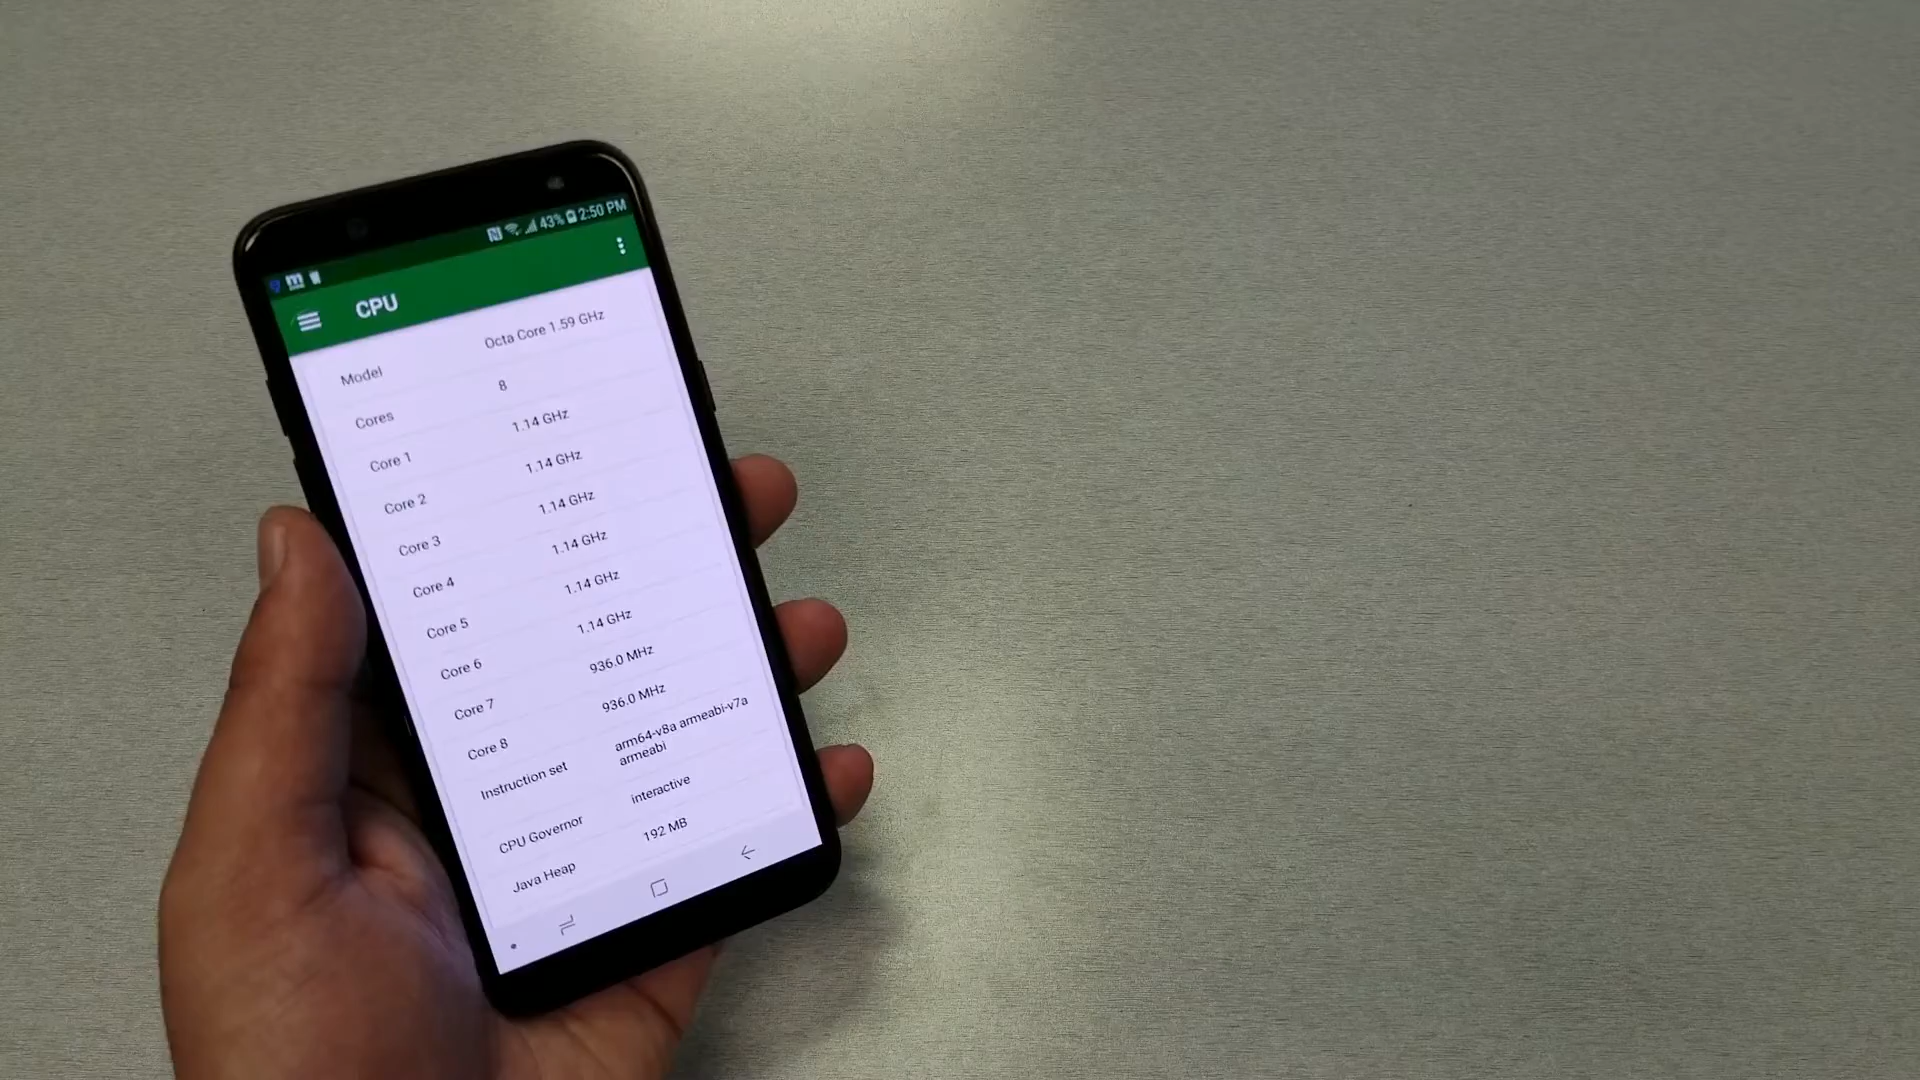 43% 2:50 PM
CPU
Model Octa Core 1.59 GHz
Cores 8
Core 1 1.14 GHz
Core 2 1.14 GHz
Core 3 1.14 GHz
Core 4 1.14 GHz
Core 5 1.14 GHz
Core 6 1.14 GHz
Core 7 936.0 MHz
Core 8 936.0 MHz
Instruction set arm64-v8a armeabi-v7a
armeabi
CPU Governor interactive
Java Heap 192 MB